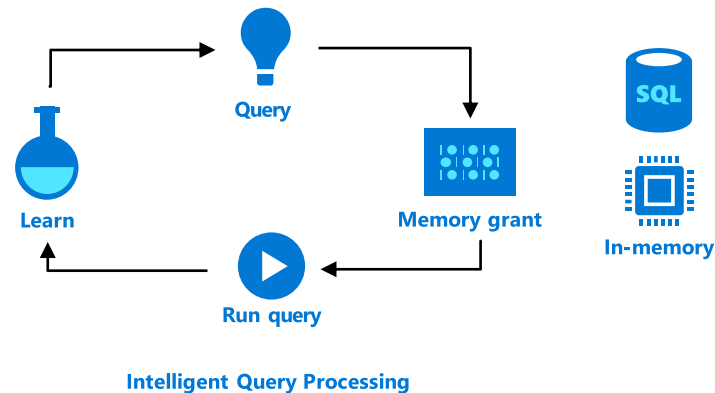 Query
SQL
Learn
Memory grant
In-memory
Run query
Intelligent Query Processing